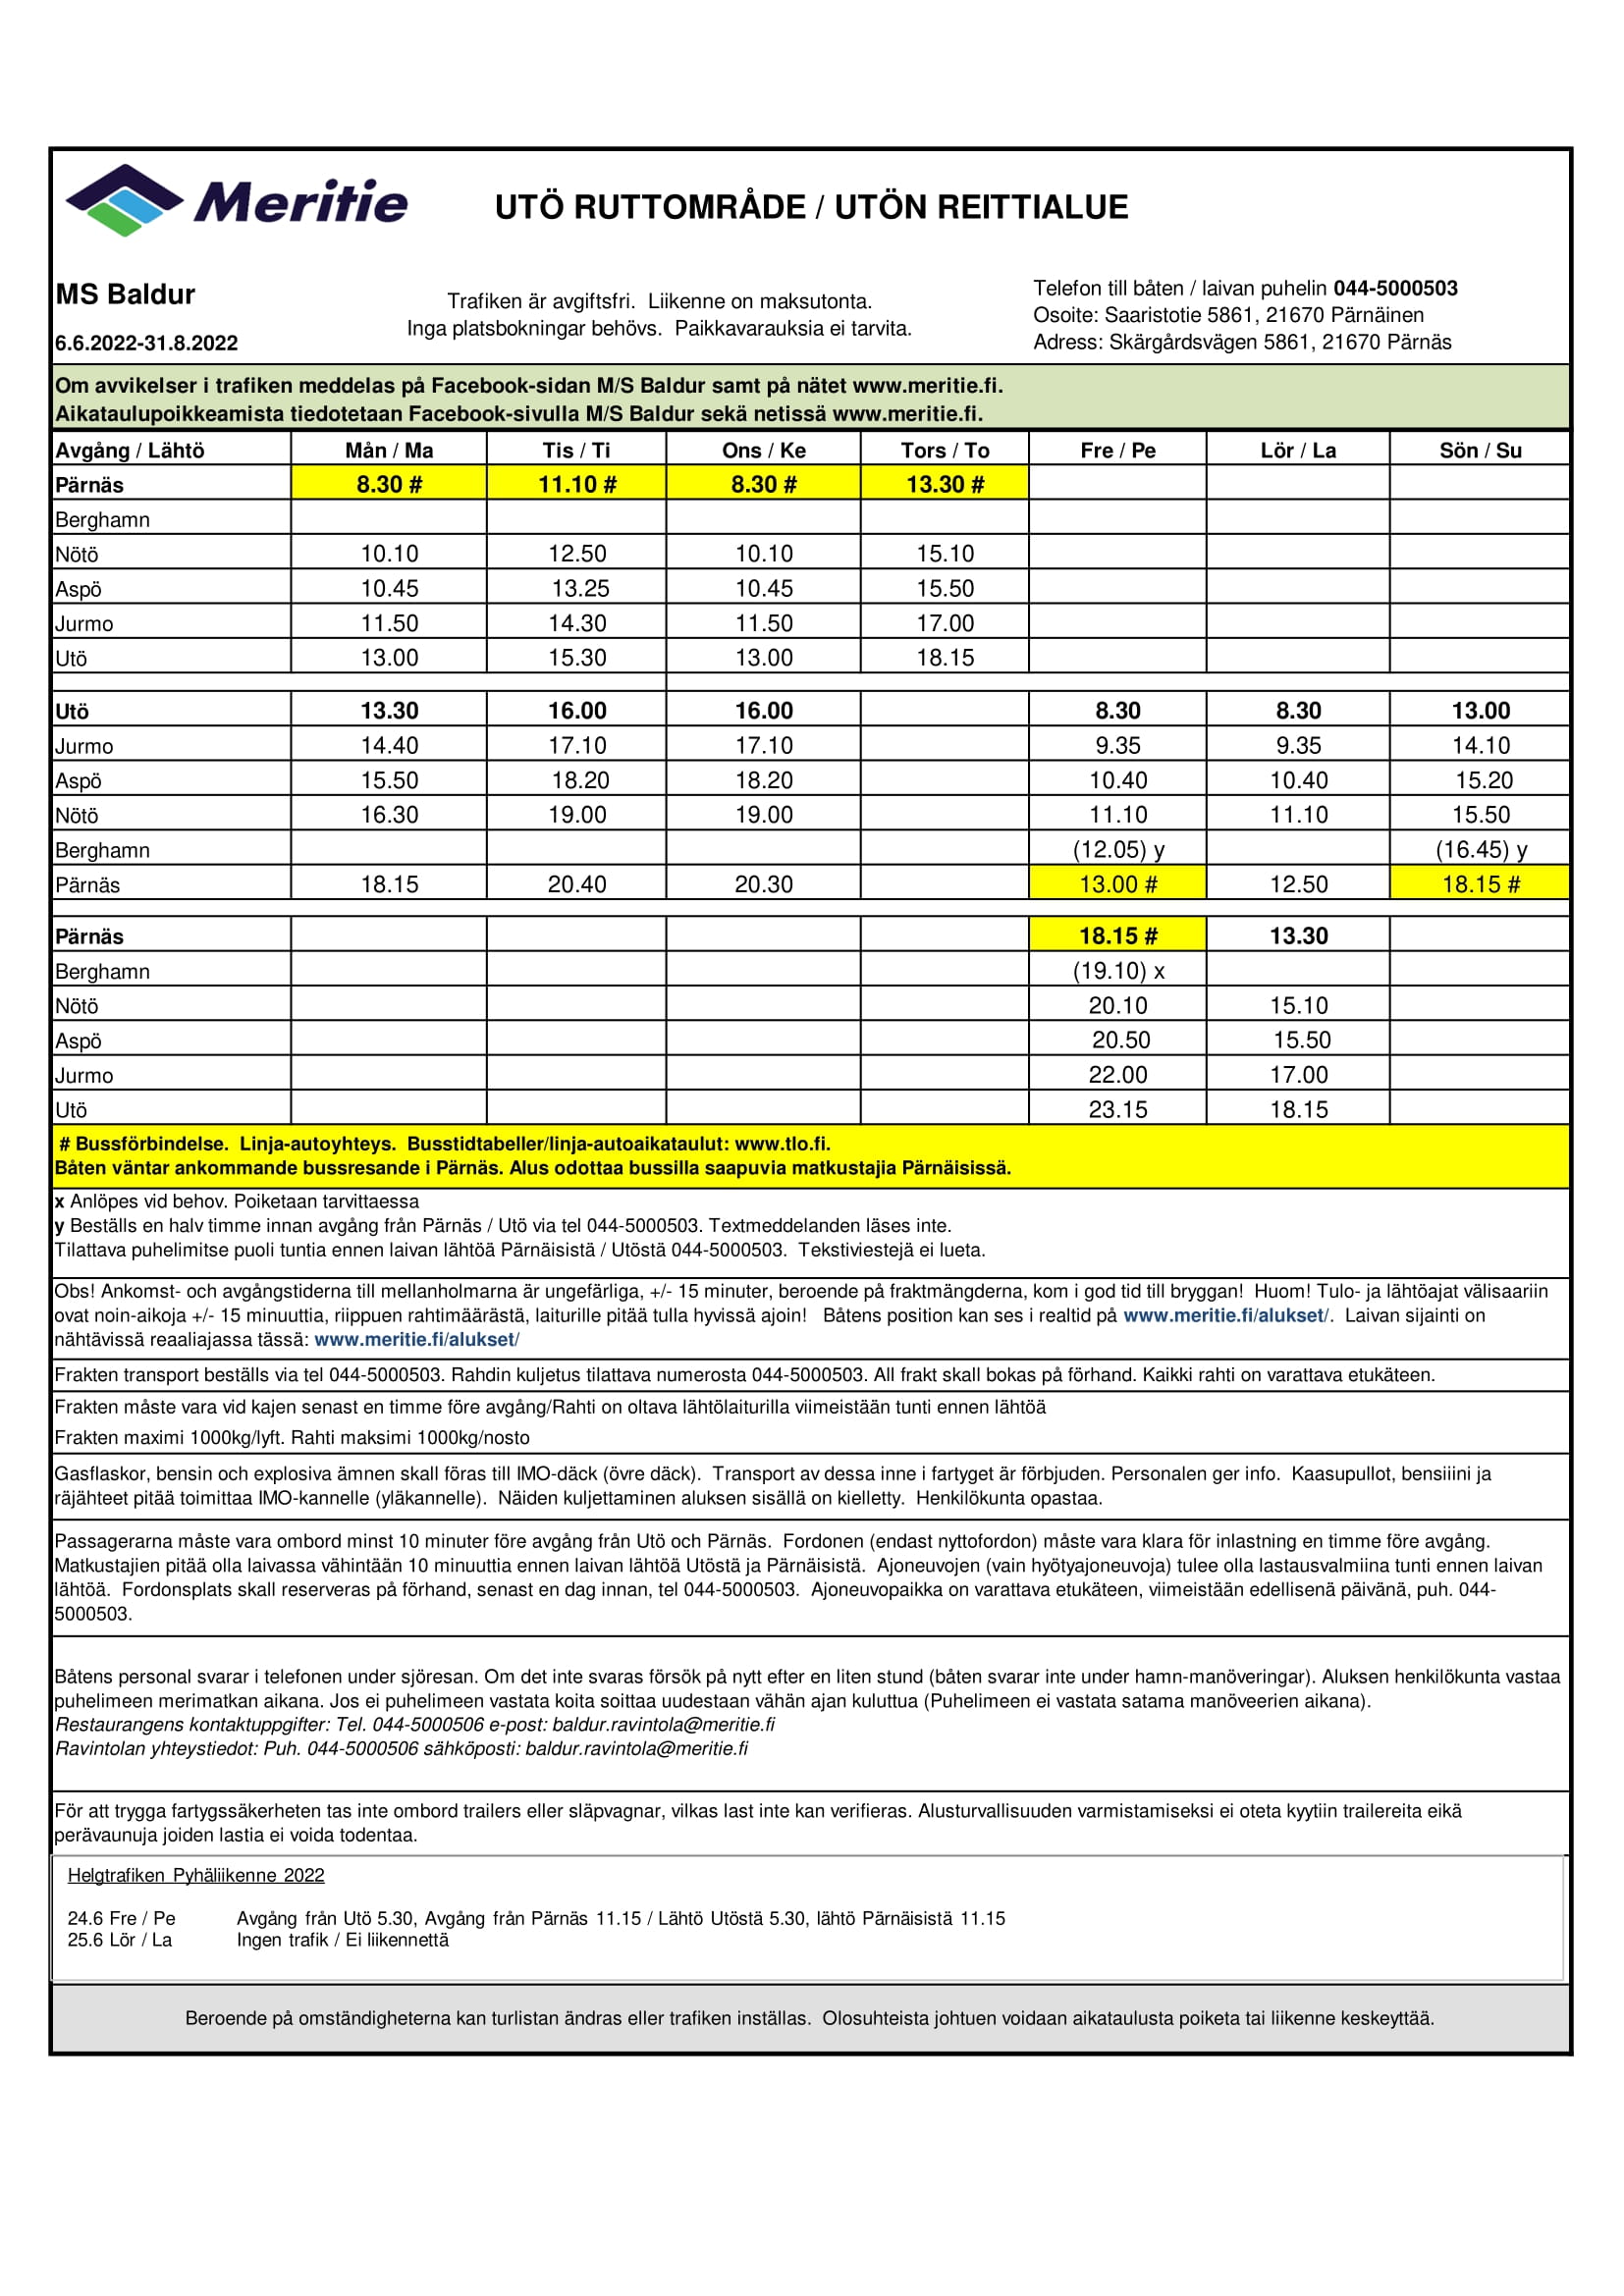 Meritie
UTÖ RUTTOMRÅDE / UTÖN REITTIALUE
MS Baldur
6.6.2022-31.8.2022
Trafiken är avgiftsfri.  Liikenne on maksutonta.
Inga platsbokningar behövs.  Paikkavarauksia ei tarvita.
Telefon till båten / laivan puhelin 044-5000503
Osoite: Saaristotie 5861, 21670 Pärnäinen
Adress: Skärgårdsvägen 5861, 21670 Pärnäs
Om avvikelser i trafiken meddelas på Facebook-sidan M/S Baldur samt på nätet www.meritie.fi.
Aikataulupoikkeamista tiedotetaan Facebook-sivulla M/S Baldur sekä netissä www.meritie.fi.
Avgång / Lähtö Mån / Ma Tis / Ti Ons / Ke Tors / To Fre / Pe Lör / La Sön / Su
Pärnäs 8.30 # 11.10 # 8.30 # 13.30 #
Berghamn
Nötö 10.10 12.50 10.10 15.10
Aspö 10.45 13.25 10.45 15.50
Jurmo 11.50 14.30 11.50 17.00
Utö 13.00 15.30 13.00 18.15
Utö 13.30 16.00 16.00 8.30 8.30 13.00
Jurmo 14.40 17.10 17.10 9.35 9.35 14.10
Aspö 15.50 18.20 18.20 10.40 10.40 15.20
Nötö 16.30 19.00 19.00 11.10 11.10 15.50
Berghamn (12.05) y (16.45) y
Pärnäs 18.15 20.40 20.30 13.00 # 12.50 18.15 #
Pärnäs 18.15 # 13.30
Berghamn (19.10) x
Nötö 20.10 15.10
Aspö 20.50 15.50
Jurmo 22.00 17.00
Utö 23.15 18.15
# Bussförbindelse.  Linja-autoyhteys.  Busstidtabeller/linja-autoaikataulut: www.tlo.fi.
Båten väntar ankommande bussresande i Pärnäs. Alus odottaa bussilla saapuvia matkustajia Pärnäisissä.
x Anlöpes vid behov. Poiketaan tarvittaessa
y Beställs en halv timme innan avgång från Pärnäs / Utö via tel 044-5000503. Textmeddelanden läses inte.
Tilattava puhelimitse puoli tuntia ennen laivan lähtöä Pärnäisistä / Utöstä 044-5000503.  Tekstiviestejä ei lueta.
Obs! Ankomst- och avgångstiderna till mellanholmarna är ungefärliga, +/- 15 minuter, beroende på fraktmängderna, kom i god tid till bryggan!  Huom! Tulo- ja lähtöajat välisaariin
ovat noin-aikoja +/- 15 minuuttia, riippuen rahtimäärästä, laiturille pitää tulla hyvissä ajoin!   Båtens position kan ses i realtid på www.meritie.fi/alukset/.  Laivan sijainti on
nähtävissä reaaliajassa tässä: www.meritie.fi/alukset/
Frakten transport beställs via tel 044-5000503. Rahdin kuljetus tilattava numerosta 044-5000503. All frakt skall bokas på förhand. Kaikki rahti on varattava etukäteen.
Frakten måste vara vid kajen senast en timme före avgång/Rahti on oltava lähtölaiturilla viimeistään tunti ennen lähtöä
Frakten maximi 1000kg/lyft. Rahti maksimi 1000kg/nosto
Gasflaskor, bensin och explosiva ämnen skall föras till IMO-däck (övre däck).  Transport av dessa inne i fartyget är förbjuden. Personalen ger info.  Kaasupullot, bensiiini ja
räjähteet pitää toimittaa IMO-kannelle (yläkannelle).  Näiden kuljettaminen aluksen sisällä on kielletty.  Henkilökunta opastaa.
Passagerarna måste vara ombord minst 10 minuter före avgång från Utö och Pärnäs.  Fordonen (endast nyttofordon) måste vara klara för inlastning en timme före avgång.
Matkustajien pitää olla laivassa vähintään 10 minuuttia ennen laivan lähtöä Utöstä ja Pärnäisistä.  Ajoneuvojen (vain hyötyajoneuvoja) tulee olla lastausvalmiina tunti ennen laivan
lähtöä.  Fordonsplats skall reserveras på förhand, senast en dag innan, tel 044-5000503.  Ajoneuvopaikka on varattava etukäteen, viimeistään edellisenä päivänä, puh. 044-
5000503.
Båtens personal svarar i telefonen under sjöresan. Om det inte svaras försök på nytt efter en liten stund (båten svarar inte under hamn-manöveringar). Aluksen henkilökunta vastaa
puhelimeen merimatkan aikana. Jos ei puhelimeen vastata koita soittaa uudestaan vähän ajan kuluttua (Puhelimeen ei vastata satama manöveerien aikana).
Restaurangens kontaktuppgifter: Tel. 044-5000506 e-post: baldur.ravintola@meritie.fi
Ravintolan yhteystiedot: Puh. 044-5000506 sähköposti: baldur.ravintola@meritie.fi
För att trygga fartygssäkerheten tas inte ombord trailers eller släpvagnar, vilkas last inte kan verifieras. Alusturvallisuuden varmistamiseksi ei oteta kyytiin trailereita eikä
perävaunuja joiden lastia ei voida todentaa.
Helgtrafiken Pyhäliikenne 2022
24.6 Fre / Pe Avgång från Utö 5.30, Avgång från Pärnäs 11.15 / Lähtö Utöstä 5.30, lähtö Pärnäisistä 11.15
25.6 Lör / La Ingen trafik / Ei liikennettä
Beroende på omständigheterna kan turlistan ändras eller trafiken inställas.  Olosuhteista johtuen voidaan aikataulusta poiketa tai liikenne keskeyttää.